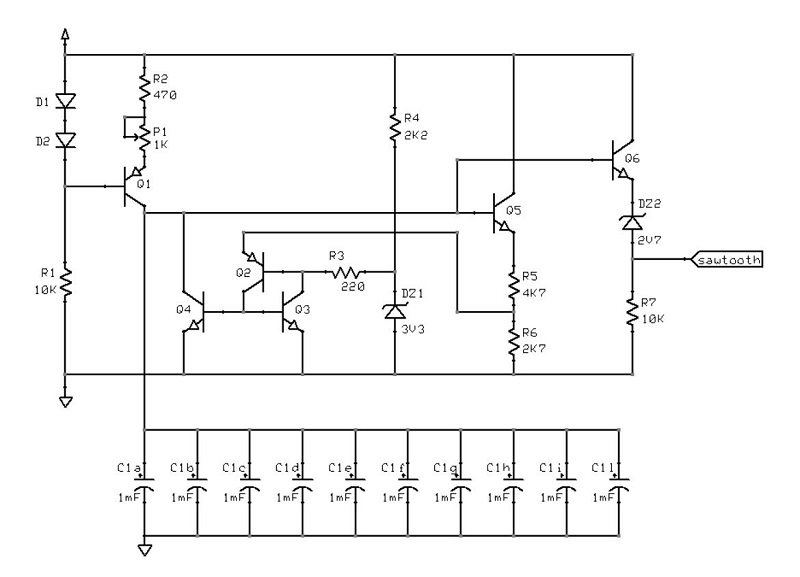 R2
470
D1
P1
1K
R4
2K2
D2
Q6
Q1
DZ2
Q5
2V7
sawtooth
R3
220
Q2
R1
10K
R5
4K7
DZ1
3V3
Q4
Q3
R7
10K
R6
2K7
C1a C1b C1c C1d C1e C1f C1g C1h C1i C1l
1mF 1mF 1mF 1mF 1mF 1mF 1mF 1mF 1mF 1mF